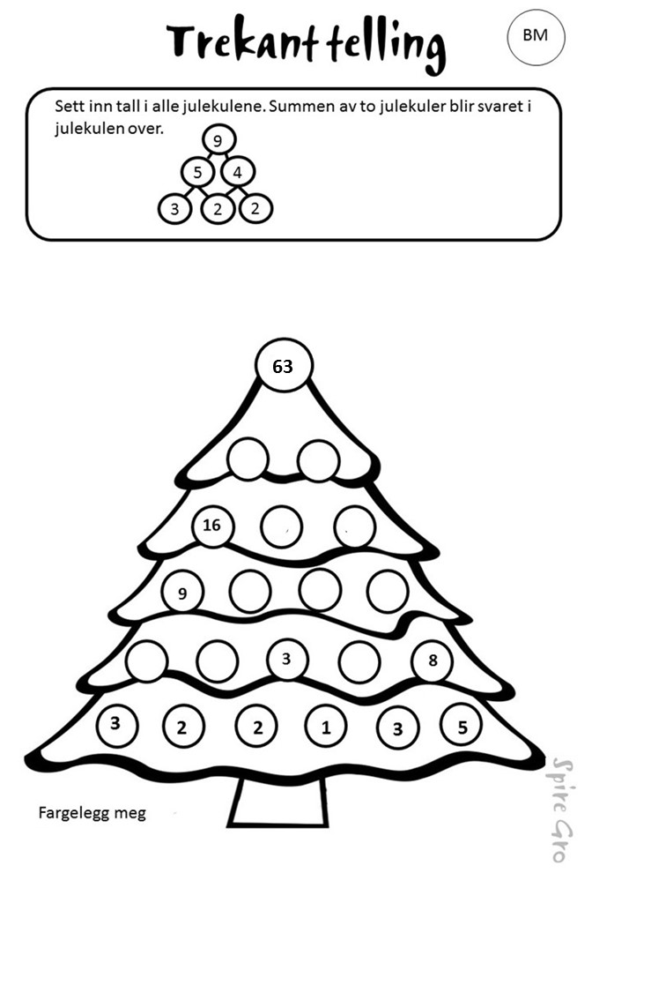 Trekant telling
BM
Sett inn tall i alle julekulene. Summen av to julekuler blir svaret i
julekulen over.
9
5 4
3 2 2
63
16
9
3 8
3 2 2 1 3 5
Fargelegg meg
Spire Gro